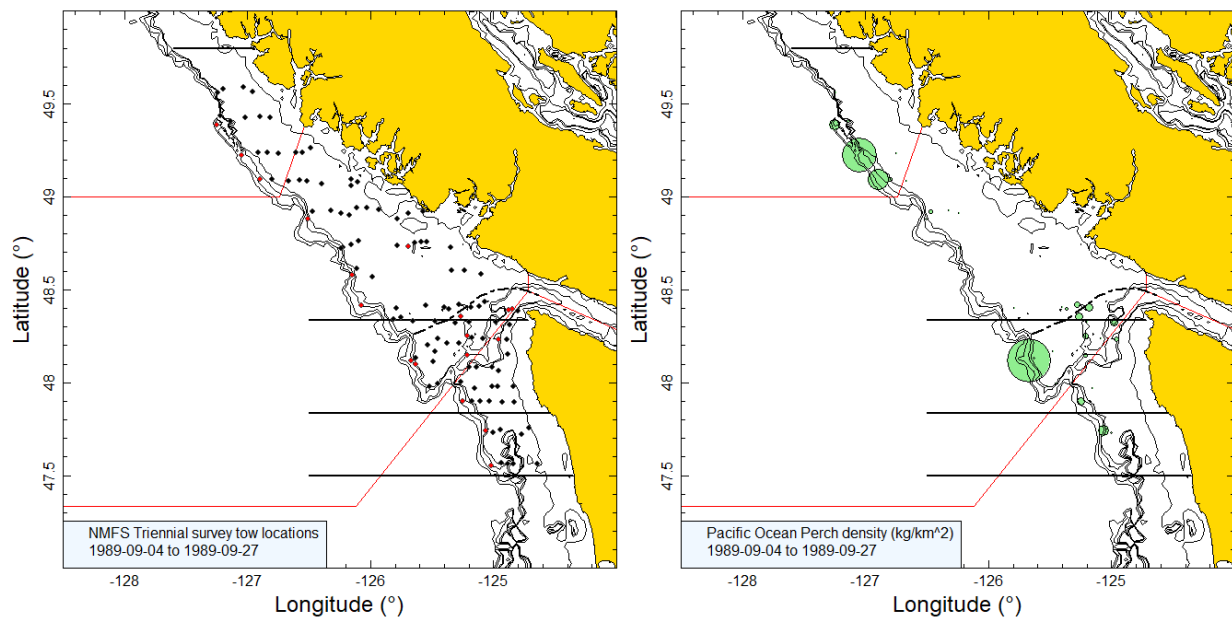 49.5
49
48.5
48
47.5
Latitude (°)
-128
-127
-126
-125
Longitude (°)
NMFS Triennial survey tow locations
1989-09-04 to 1989-09-27
49.5
49
48.5
48
47.5
Latitude (°)
-128
-127
-126
-125
Longitude (°)
Pacific Ocean Perch density (kg/km^2)
1989-09-04 to 1989-09-27